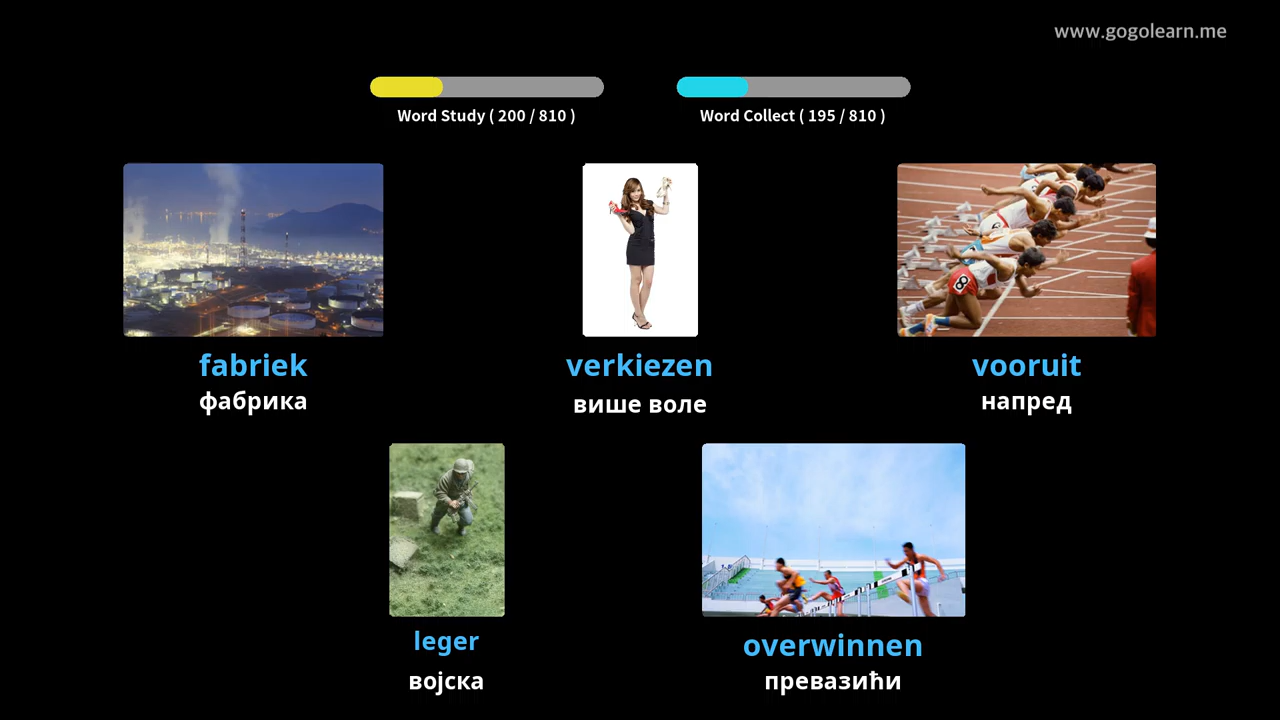 www.gogolearn.me
Word Study ( 200 / 810 )
Word Collect ( 195 / 810 )
fabriek
фабрика
verkiezen
више воле
vooruit
напред
leger
војска
overwinnen
превазићи